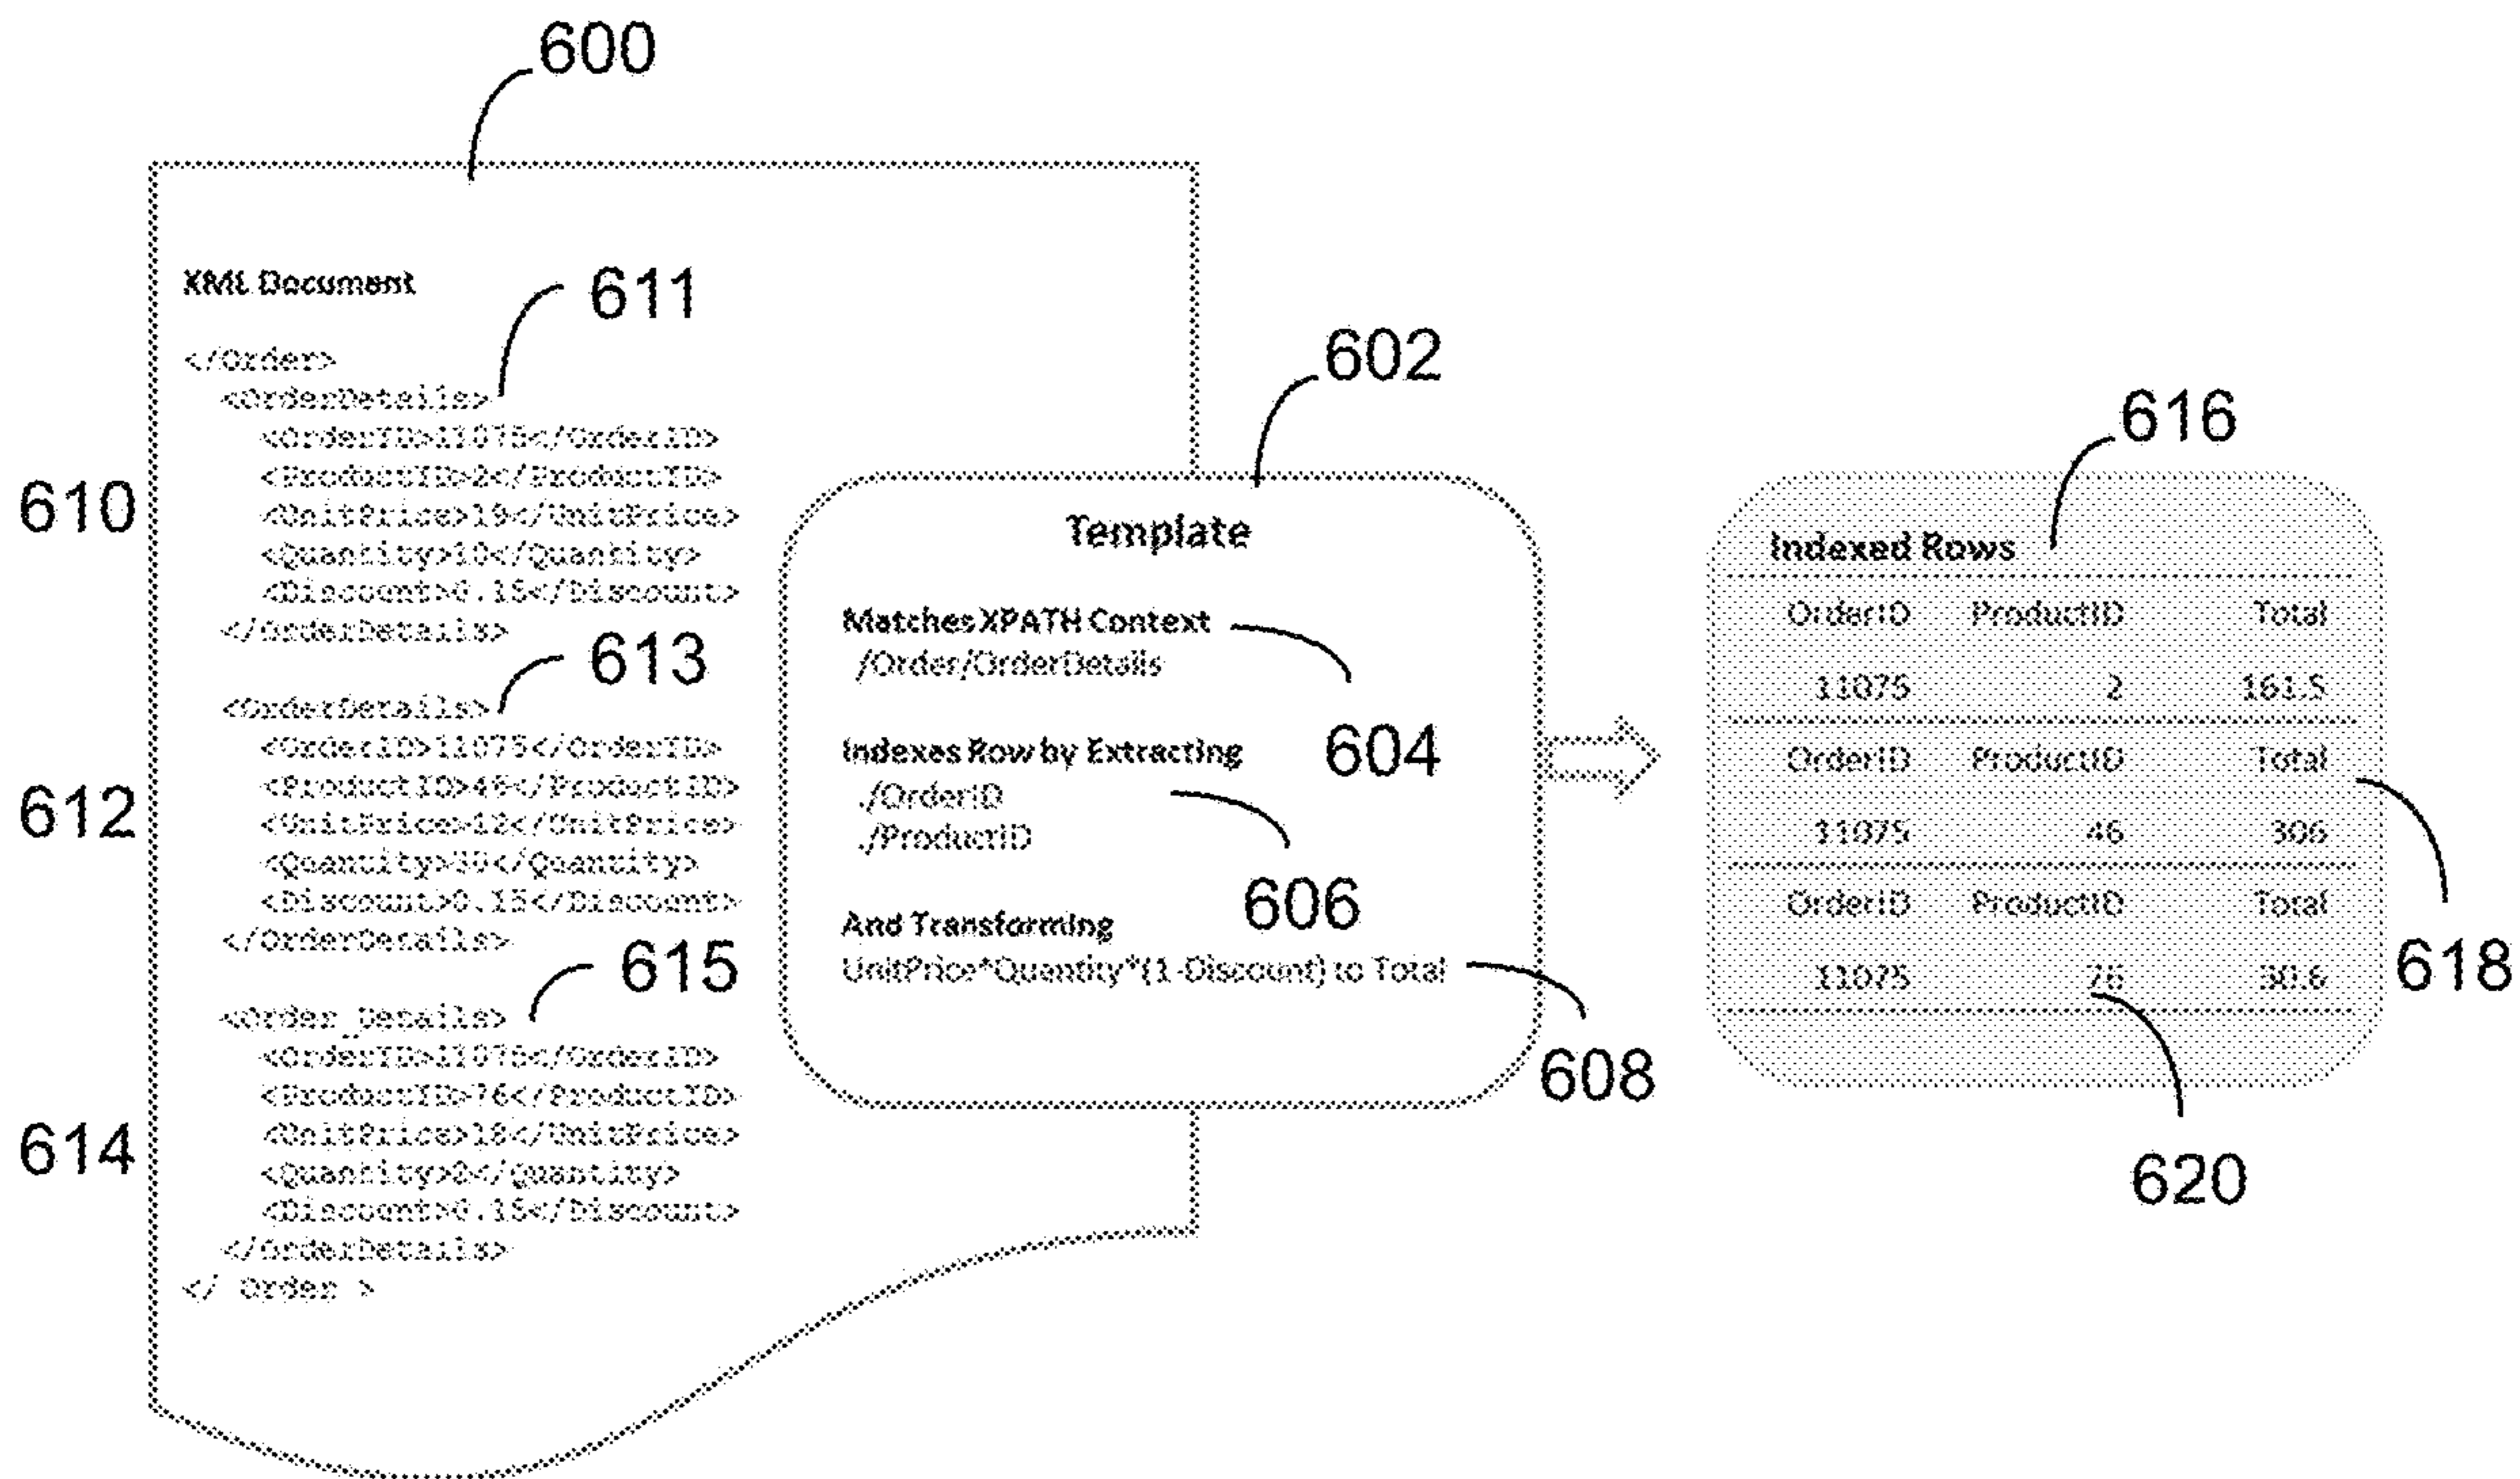 600
XML Document
611
</Order>
<OrderDetails>
<OrderID>11075</OrderID>
<ProductID>2</ProductID>
610
<UnitPrice>19</UnitPrice>
<Quantity>10</Quantity>
<Discount>0.15</Discount>
</OrderDetails>
613
<OrderDetails>
<OrderID>11075</OrderID>
<ProductID>46</ProductID>
612
<UnitPrice>12</UnitPrice>
<Quantity>30</Quantity>
<Discount>0.15</Discount>
</OrderDetails>
615
<Order_Details>
<OrderID>11075</OrderID>
<ProductID>76</ProductID>
614
<UnitPrice>18</UnitPrice>
<Quantity>2</quantity>
<Discount>0.15</Discount>
</OrderDetails>
</ Order >
602
Template
Matches XPATH Context
/Order/OrderDetails
604
Indexes Row by Extracting
./OrderID
./ProductID
606
And Transforming
UnitPrice*Quantity*(1-Discount) to Total
608
616
Indexed Rows
OrderID ProductID Total
11075 2 161.5
OrderID ProductID Total
11075 46 306
OrderID ProductID Total
11075 76 30.6
618
620